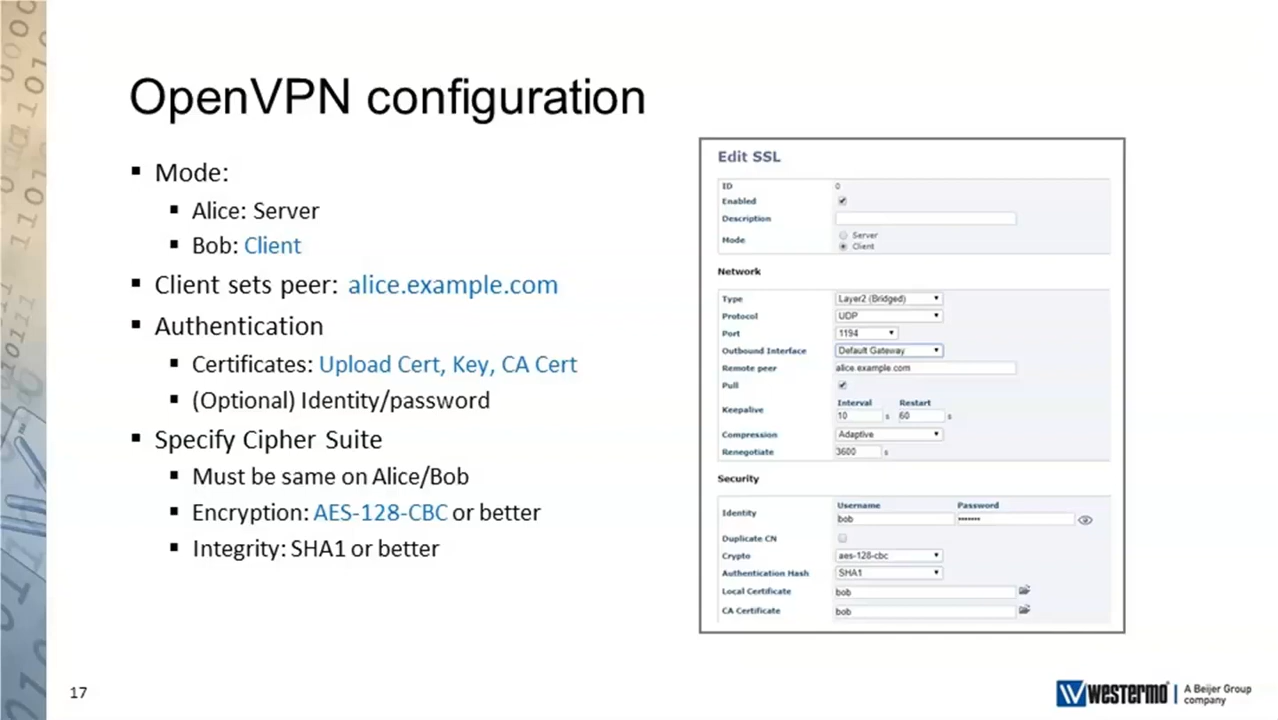 OpenVPN configuration
▪ Mode:
▪ Alice: Server
▪ Bob: Client
▪ Client sets peer: alice.example.com
▪ Authentication
▪ Certificates: Upload Cert, Key, CA Cert
▪ (Optional) Identity/password
▪ Specify Cipher Suite
▪ Must be same on Alice/Bob
▪ Encryption: AES-128-CBC or better
▪ Integrity: SHA1 or better
Edit SSL
ID 0
Enabled
Description
Mode Server
Client
Network
Type Layer2 (Bridged)
Protocol UDP
Port 1194
Outbound Interface Default Gateway
Remote peer alice.example.com
Pull
Interval Restart
Keepalive 10 s 60 s
Compression Adaptive
Renegotiate 3600 s
Security
Username Password
Identity bob •••••••
Duplicate CN
Crypto aes-128-cbc
Authentication Hash SHA1
Local Certificate bob
CA Certificate bob
17
westermo | A Beijer Group
company